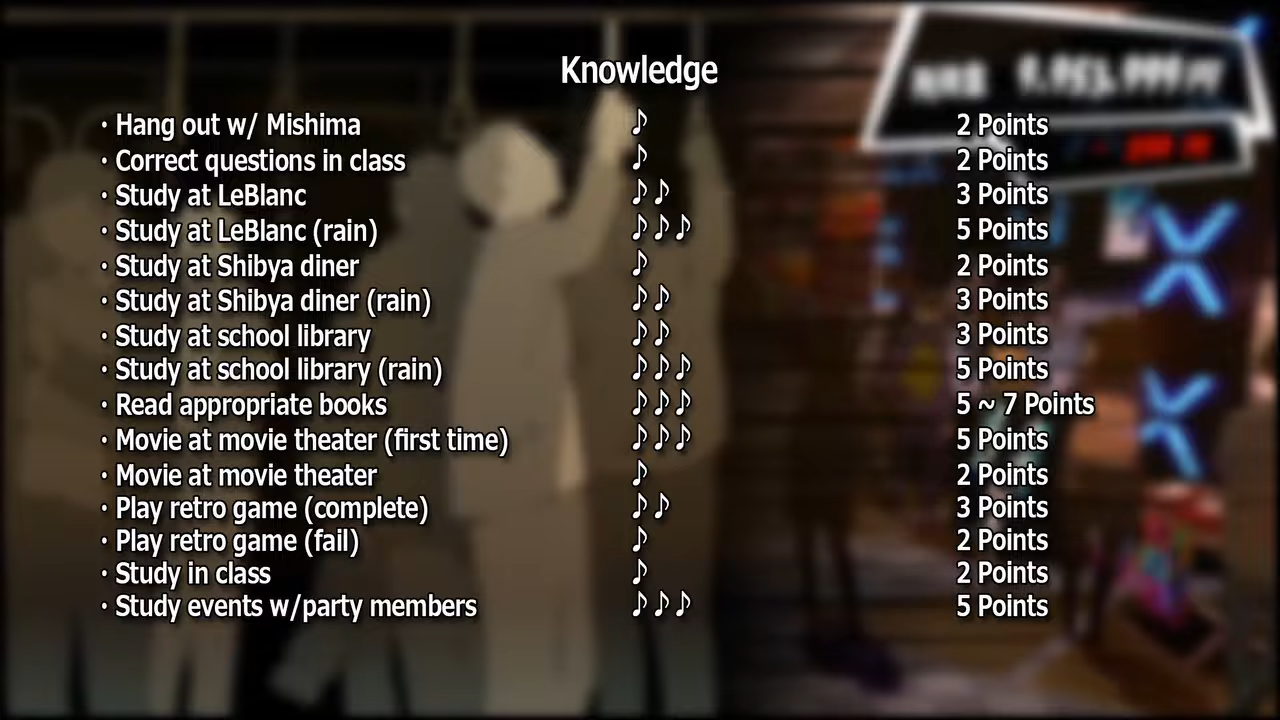 Knowledge
· Hang out w/ Mishima ♪ 2 Points
· Correct questions in class ♪ 2 Points
· Study at LeBlanc ♪♪ 3 Points
· Study at LeBlanc (rain) ♪♪♪ 5 Points
· Study at Shibya diner ♪ 2 Points
· Study at Shibya diner (rain) ♪♪ 3 Points
· Study at school library ♪♪ 3 Points
· Study at school library (rain) ♪♪♪ 5 Points
· Read appropriate books ♪♪♪ 5 ~ 7 Points
· Movie at movie theater (first time) ♪♪♪ 5 Points
· Movie at movie theater ♪ 2 Points
· Play retro game (complete) ♪♪ 3 Points
· Play retro game (fail) ♪ 2 Points
· Study in class ♪ 2 Points
· Study events w/party members ♪♪♪ 5 Points